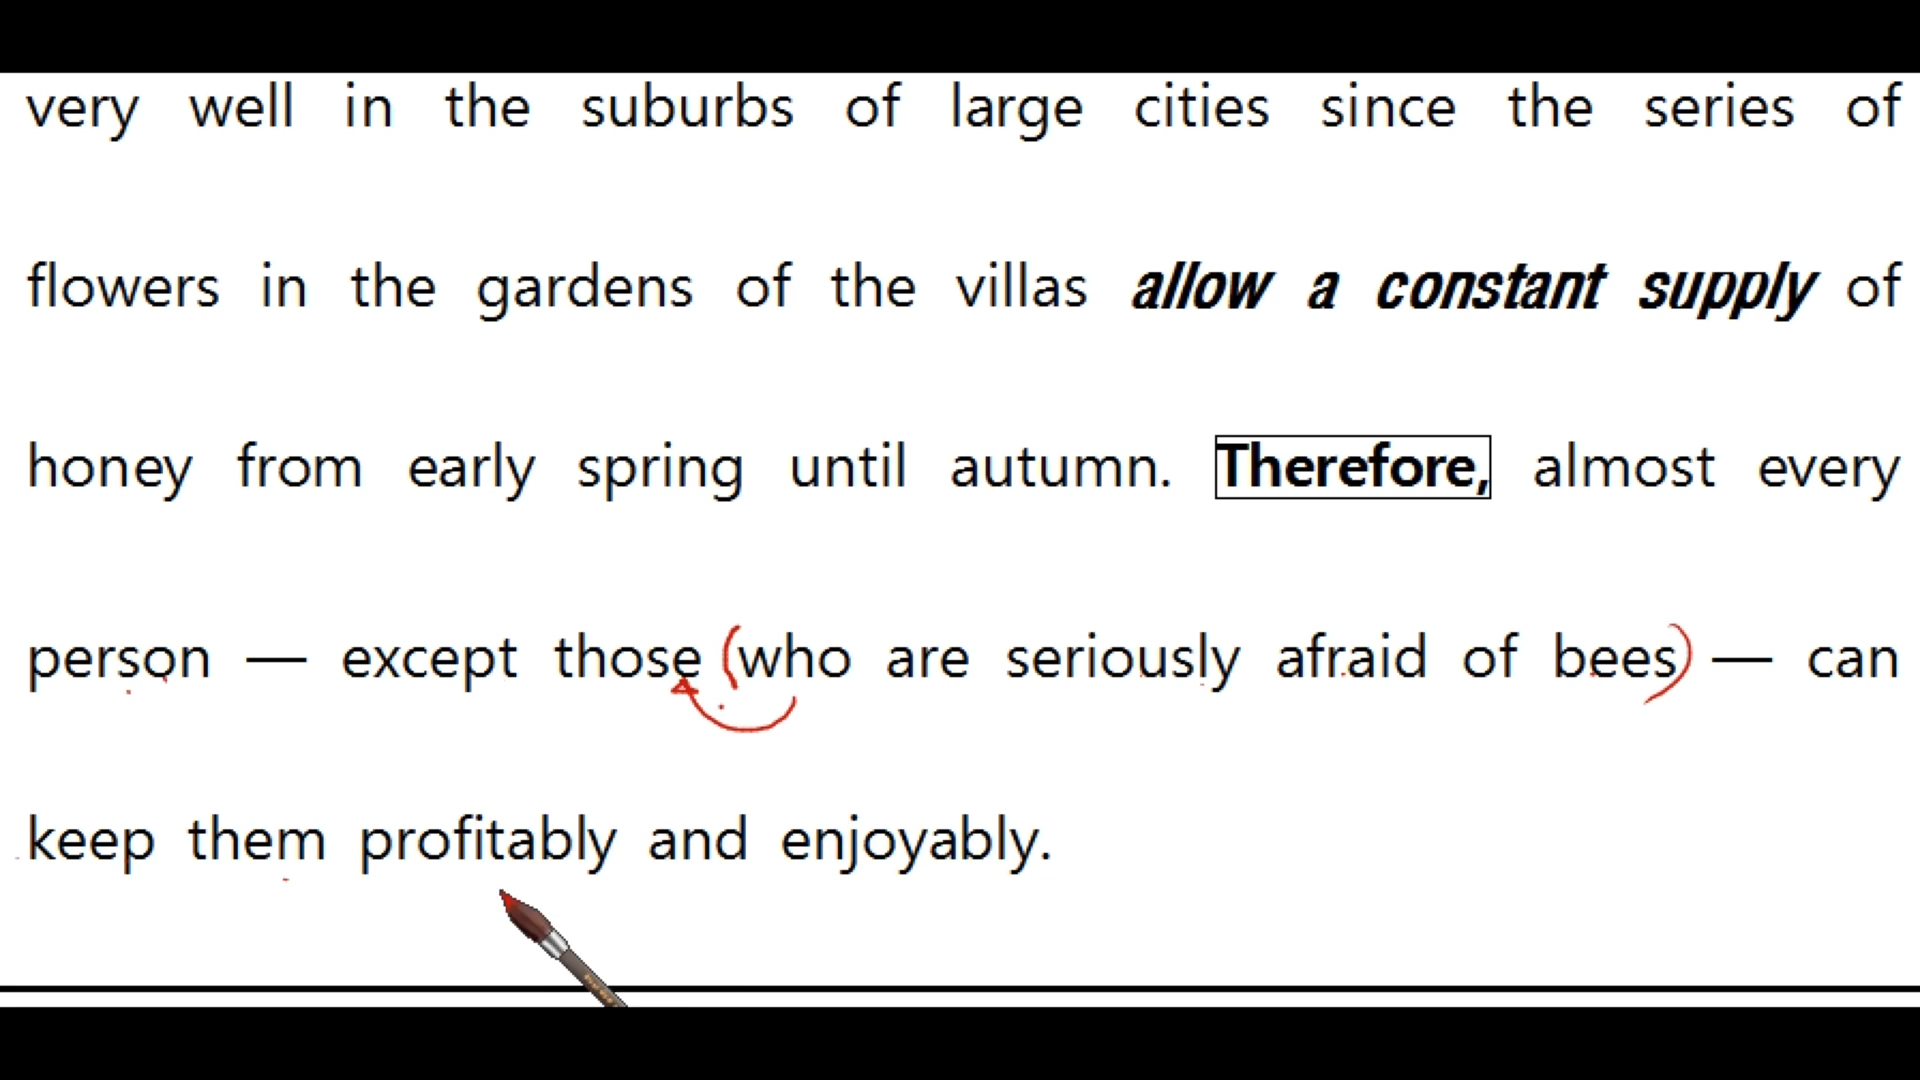 very well in the suburbs of large cities since the series of
flowers in the gardens of the villas allow a constant supply of
honey from early spring until autumn. Therefore, almost every
person — except those (who are seriously afraid of bees) — can
keep them profitably and enjoyably.